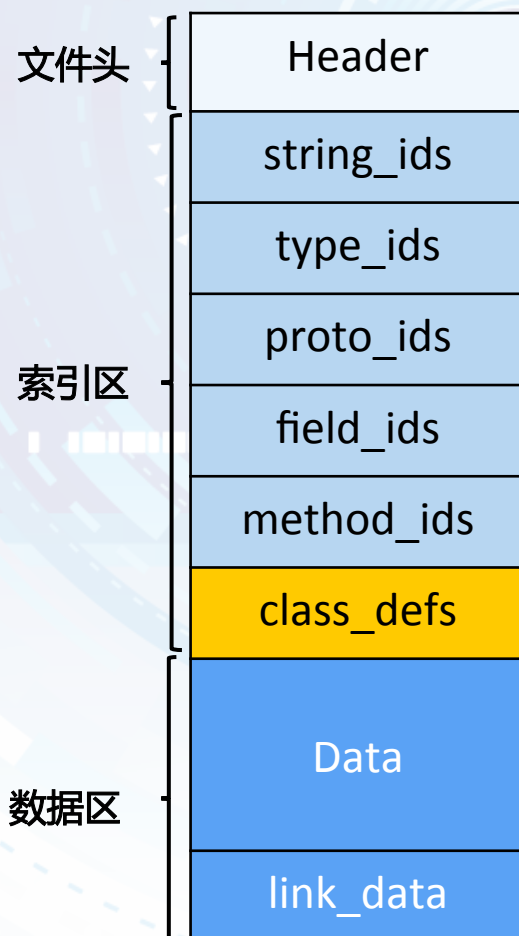 文件头
Header
索引区
string_ids
type_ids
proto_ids
field_ids
method_ids
class_defs
数据区
Data
link_data